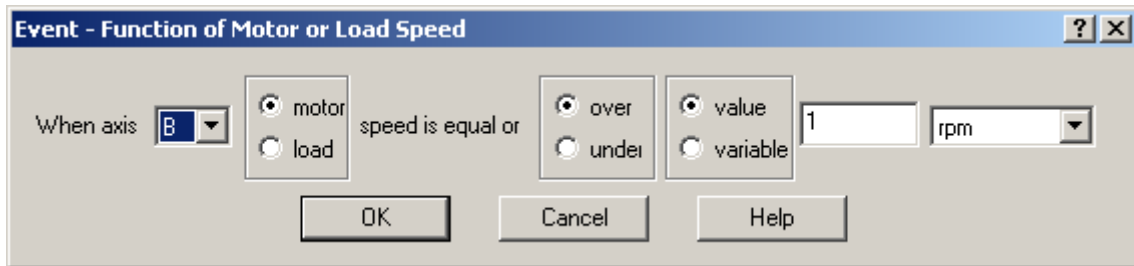 Event - Function of Motor or Load Speed
When axis B motor load speed is equal or over under value variable 1 rpm
OK Cancel Help